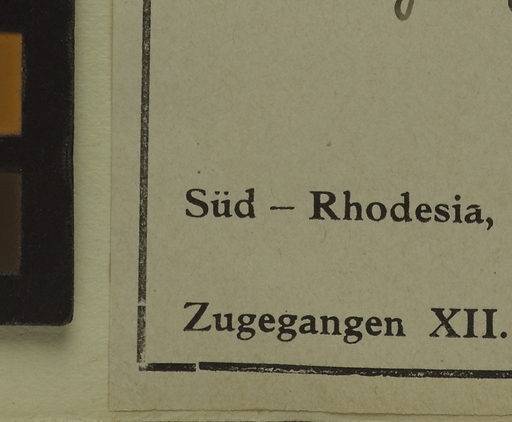 Süd – Rhodesia,
Zugegangen XII.